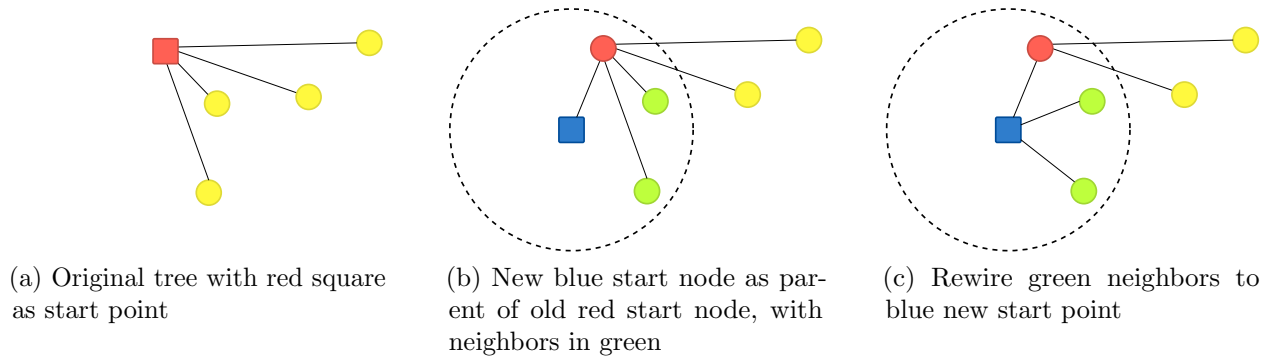 (a) Original tree with red square
as start point
(b) New blue start node as par-
ent of old red start node, with
neighbors in green
(c) Rewire green neighbors to
blue new start point